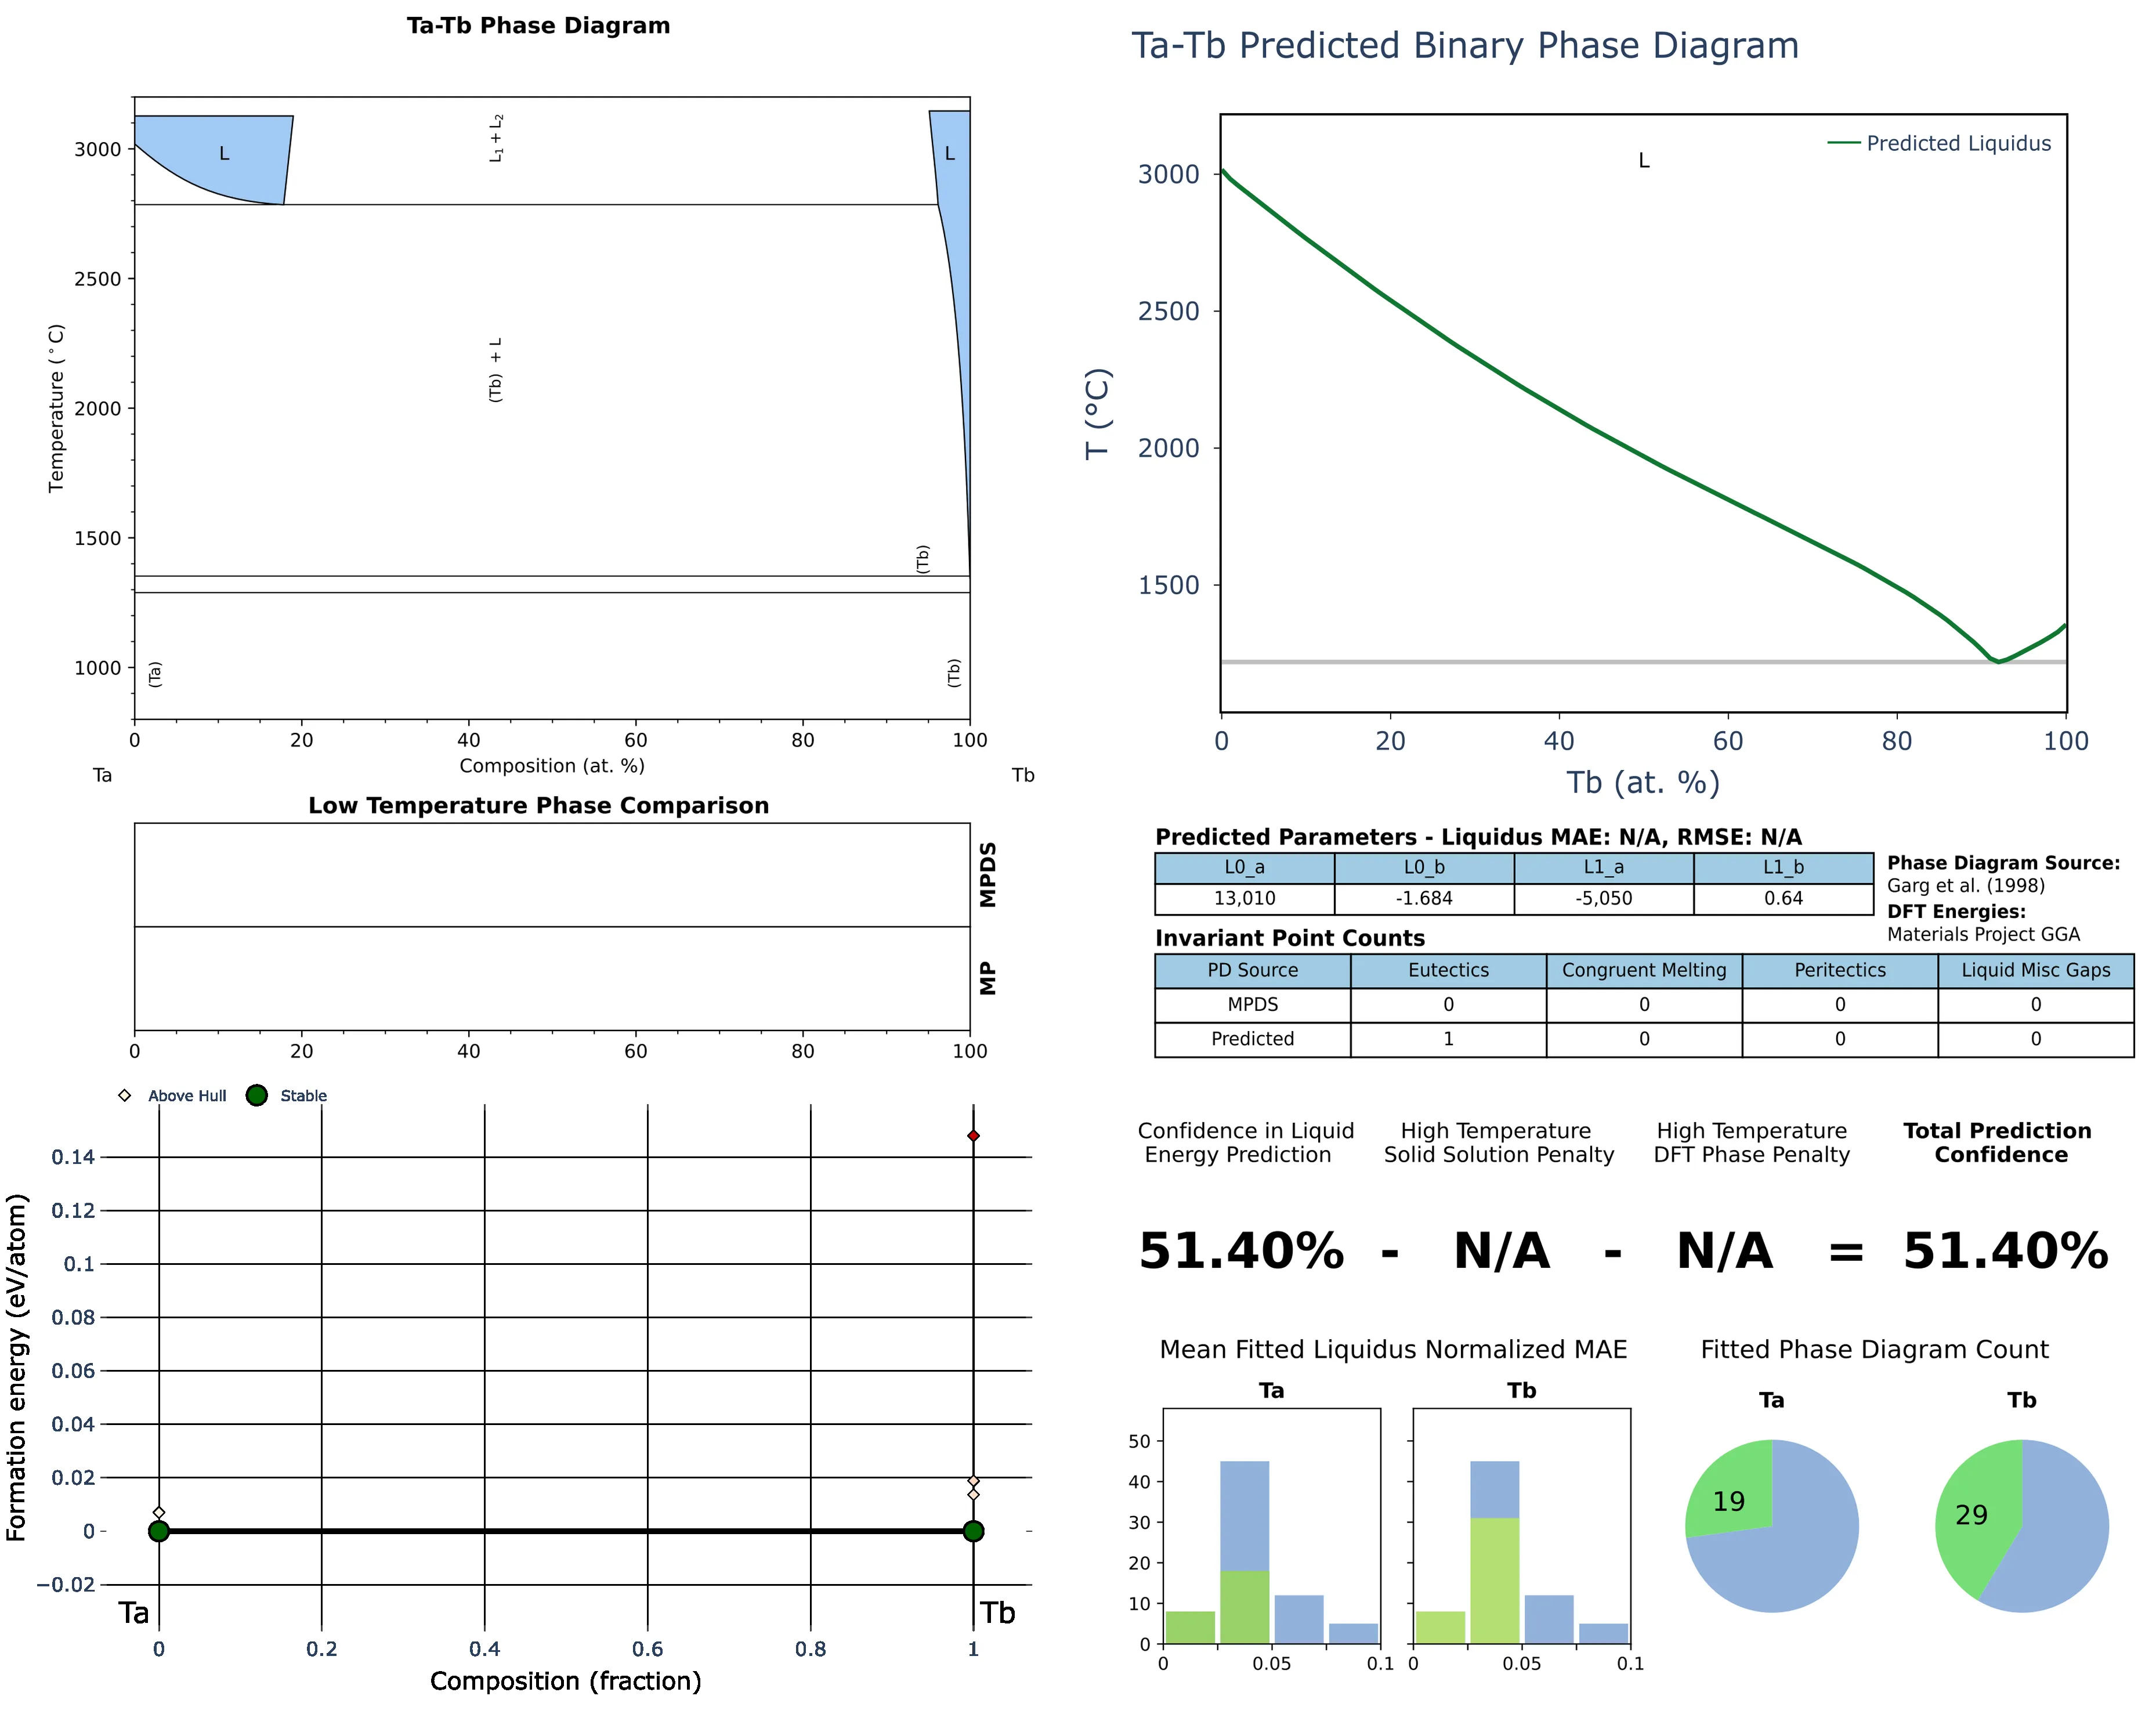 Ta-Tb Phase Diagram
3000
2500
2000
1500
1000
Temperature (°C)
L
L₁ + L₂
L
(Tb) + L
(Tb)
(Ta)
(Tb)
0 20 40 60 80 100
Composition (at. %)
Ta Tb
Low Temperature Phase Comparison
MPDS
MP
0 20 40 60 80 100
Above Hull Stable
0.14
0.12
0.1
0.08
0.06
0.04
0.02
0
−0.02
Formation energy (eV/atom)
Ta Tb
0 0.2 0.4 0.6 0.8 1
Composition (fraction)
Ta-Tb Predicted Binary Phase Diagram
Predicted Liquidus
L
3000
2500
2000
1500
T (°C)
0 20 40 60 80 100
Tb (at. %)
Predicted Parameters - Liquidus MAE: N/A, RMSE: N/A
L0_a L0_b L1_a L1_b
13,010 -1.684 -5,050 0.64
Phase Diagram Source:
Garg et al. (1998)
DFT Energies:
Materials Project GGA
Invariant Point Counts
PD Source Eutectics Congruent Melting Peritectics Liquid Misc Gaps
MPDS 0 0 0 0
Predicted 1 0 0 0
Confidence in Liquid
Energy Prediction
High Temperature
Solid Solution Penalty
High Temperature
DFT Phase Penalty
Total Prediction
Confidence
51.40% - N/A - N/A = 51.40%
Mean Fitted Liquidus Normalized MAE
Ta Tb
50
40
30
20
10
0
0 0.05 0.1 0 0.05 0.1
Fitted Phase Diagram Count
Ta Tb
19 29